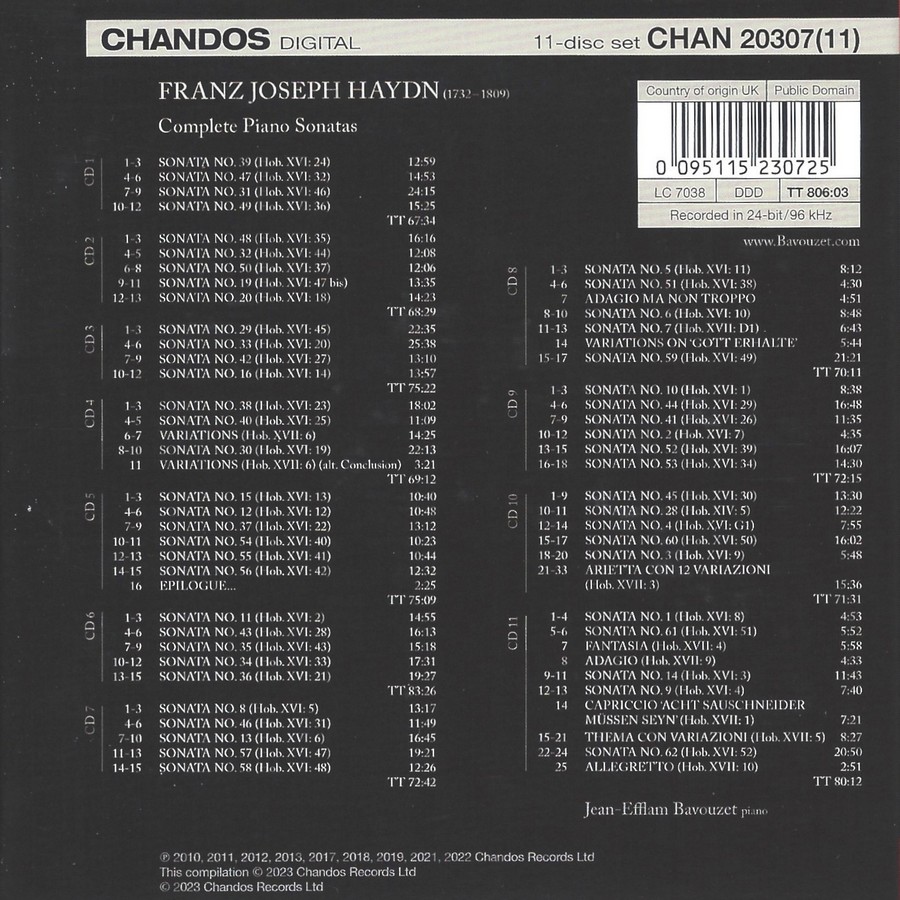 CHANDOS DIGITAL 11-disc set CHAN 20307(11)
FRANZ JOSEPH HAYDN (1732–1809)
Complete Piano Sonatas
CD 1
1–3 SONATA NO. 39 (Hob. XVI: 24) 12:59
4–6 SONATA NO. 47 (Hob. XVI: 32) 14:53
7–9 SONATA NO. 31 (Hob. XVI: 46) 24:15
10–12 SONATA NO. 49 (Hob. XVI: 36) 15:25
TT 67:34
CD 2
1–3 SONATA NO. 48 (Hob. XVI: 35) 16:16
4–5 SONATA NO. 32 (Hob. XVI: 44) 12:08
6–8 SONATA NO. 50 (Hob. XVI: 37) 12:06
9–11 SONATA NO. 19 (Hob. XVI: 47 bis) 13:35
12–13 SONATA NO. 20 (Hob. XVI: 18) 14:23
TT 68:29
CD 3
1–3 SONATA NO. 29 (Hob. XVI: 45) 22:35
4–6 SONATA NO. 33 (Hob. XVI: 20) 25:38
7–9 SONATA NO. 42 (Hob. XVI: 27) 13:10
10–12 SONATA NO. 16 (Hob. XVI: 14) 13:57
TT 75:22
CD 4
1–3 SONATA NO. 38 (Hob. XVI: 23) 18:02
4–5 SONATA NO. 40 (Hob. XVI: 25) 11:09
6–7 VARIATIONS (Hob. XVII: 6) 14:25
8–10 SONATA NO. 30 (Hob. XVI: 19) 22:13
11 VARIATIONS (Hob. XVII: 6) (alt. Conclusion) 3:21
TT 69:12
CD 5
1–3 SONATA NO. 15 (Hob. XVI: 13) 10:40
4–6 SONATA NO. 12 (Hob. XVI: 12) 10:48
7–9 SONATA NO. 37 (Hob. XVI: 22) 13:12
10–11 SONATA NO. 54 (Hob. XVI: 40) 10:23
12–13 SONATA NO. 55 (Hob. XVI: 41) 10:44
14–15 SONATA NO. 56 (Hob. XVI: 42) 12:32
16 EPILOGUE... 2:25
TT 75:09
CD 6
1–3 SONATA NO. 11 (Hob. XVI: 2) 14:55
4–6 SONATA NO. 43 (Hob. XVI: 28) 16:13
7–9 SONATA NO. 35 (Hob. XVI: 43) 15:18
10–12 SONATA NO. 34 (Hob. XVI: 33) 17:31
13–15 SONATA NO. 36 (Hob. XVI: 21) 19:27
TT 83:26
CD 7
1–3 SONATA NO. 8 (Hob. XVI: 5) 13:17
4–6 SONATA NO. 46 (Hob. XVI: 31) 11:49
7–10 SONATA NO. 13 (Hob. XVI: 6) 16:45
11–13 SONATA NO. 57 (Hob. XVI: 47) 19:21
14–15 SONATA NO. 58 (Hob. XVI: 48) 12:26
TT 72:42
Country of origin UK Public Domain
0 095115 230725
LC 7038 DDD TT 806:03
Recorded in 24-bit/96 kHz
www.Bavouzet.com
CD 8
1–3 SONATA NO. 5 (Hob. XVI: 11) 8:12
4–6 SONATA NO. 51 (Hob. XVI: 38) 4:30
7 ADAGIO MA NON TROPPO 4:51
8–10 SONATA NO. 6 (Hob. XVI: 10) 8:48
11–13 SONATA NO. 7 (Hob. XVII: D1) 6:43
14 VARIATIONS ON 'GOTT ERHALTE' 5:44
15–17 SONATA NO. 59 (Hob. XVI: 49) 21:21
TT 70:11
CD 9
1–3 SONATA NO. 10 (Hob. XVI: 1) 8:38
4–6 SONATA NO. 44 (Hob. XVI: 29) 16:48
7–9 SONATA NO. 41 (Hob. XVI: 26) 11:35
10–12 SONATA NO. 2 (Hob. XVI: 7) 4:35
13–15 SONATA NO. 52 (Hob. XVI: 39) 16:07
16–18 SONATA NO. 53 (Hob. XVI: 34) 14:30
TT 72:15
CD 10
1–9 SONATA NO. 45 (Hob. XVI: 30) 13:30
10–11 SONATA NO. 28 (Hob. XIV: 5) 12:22
12–14 SONATA NO. 4 (Hob. XVI; G1) 7:55
15–17 SONATA NO. 60 (Hob. XVI: 50) 16:02
18–20 SONATA NO. 3 (Hob. XVI; 9) 5:48
21–33 ARIETTA CON 12 VARIAZIONI
(Hob. XVII: 3) 15:36
TT 71:31
CD 11
1–4 SONATA NO. 1 (Hob. XVI: 8) 4:53
5–6 SONATA NO. 61 (Hob. XVI: 51) 5:52
7 FANTASIA (Hob. XVII: 4) 5:58
8 ADAGIO (Hob. XVII: 9) 4:33
9–11 SONATA NO. 14 (Hob. XVI: 3) 11:43
12–13 SONATA NO. 9 (Hob. XVI: 4) 7:40
14 CAPRICCIO 'ACHT SAUSCHNEIDER
MÜSSEN SEYN' (Hob. XVII: 1) 7:21
15–21 THEMA CON VARIAZIONI (Hob. XVII: 5) 8:27
22–24 SONATA NO. 62 (Hob. XVI: 52) 20:50
25 ALLEGRETTO (Hob. XVII: 10) 2:51
TT 80:12
Jean-Efflam Bavouzet piano
℗ 2010, 2011, 2012, 2013, 2017, 2018, 2019, 2021, 2022 Chandos Records Ltd
This compilation © 2023 Chandos Records Ltd
© 2023 Chandos Records Ltd